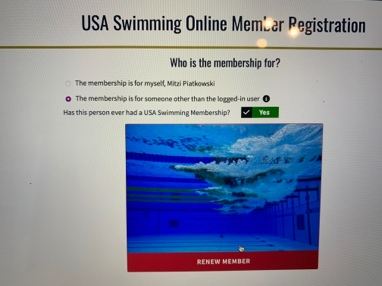 USA Swimming Online Member Registration
Who is the membership for?
The membership is for myself, Mitzi Piatkowski
The membership is for someone other than the logged-in user
Has this person ever had a USA Swimming Membership? Yes
RENEW MEMBER